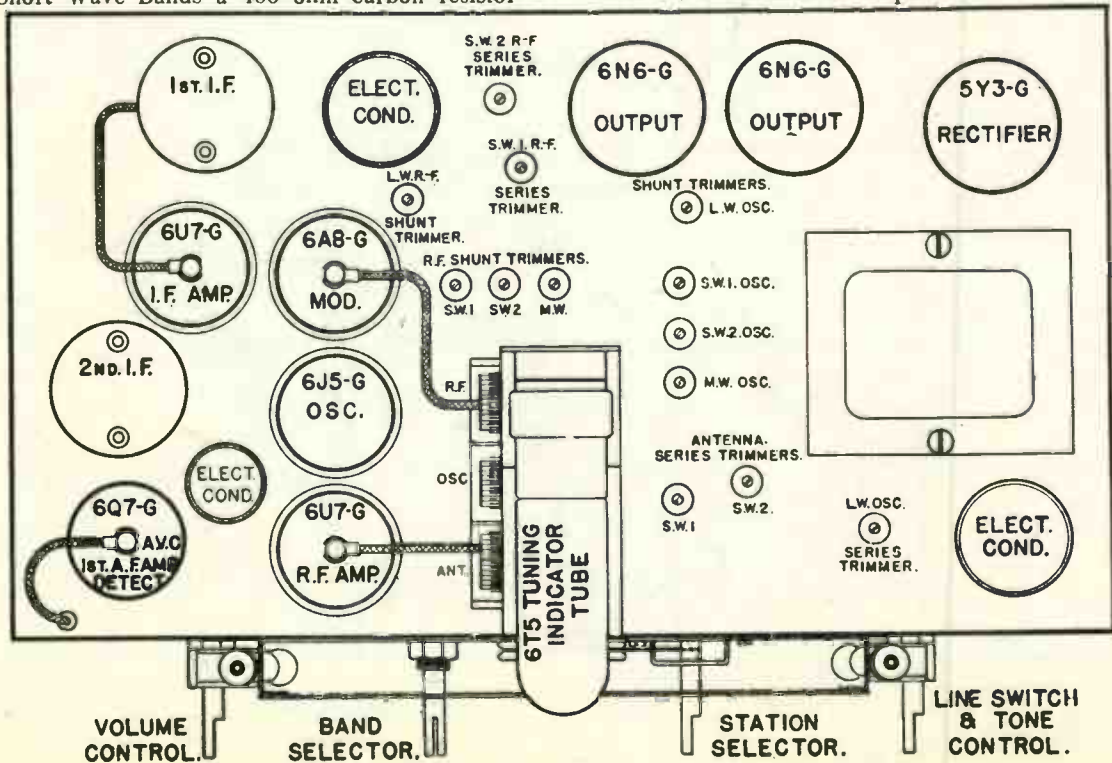 Short Wave Bands a 400 ohm carbon resistor
1ST. I.F.
ELECT.
COND.
S.W.2 R-F
SERIES
TRIMMER.
6N6-G
OUTPUT
6N6-G
OUTPUT
5Y3-G
RECTIFIER
S.W.1. R-F.
SERIES
TRIMMER.
L.W.R-F.
SHUNT
TRIMMER.
SHUNT TRIMMERS.
L.W. OSC.
6U7-G
I.F. AMP.
6A8-G
MOD.
R.F. SHUNT TRIMMERS.
S.W.1
SW2
M.W.
S.W.1. OSC.
S.W.2. OSC.
M.W. OSC.
2ND. I.F.
6J5-G
OSC.
R.F.
OSC
ANT.
ANTENNA.
SERIES TRIMMERS.
S.W.1
S.W.2.
ELECT.
COND.
6Q7-G
A.V.C
1ST. A.F. AMP.
DETECT
6U7-G
R.F. AMP.
6T5 TUNING
INDICATOR
TUBE
L.W. OSC.
SERIES
TRIMMER.
ELECT.
COND.
VOLUME
CONTROL.
BAND
SELECTOR.
STATION
SELECTOR.
LINE SWITCH
& TONE
CONTROL.